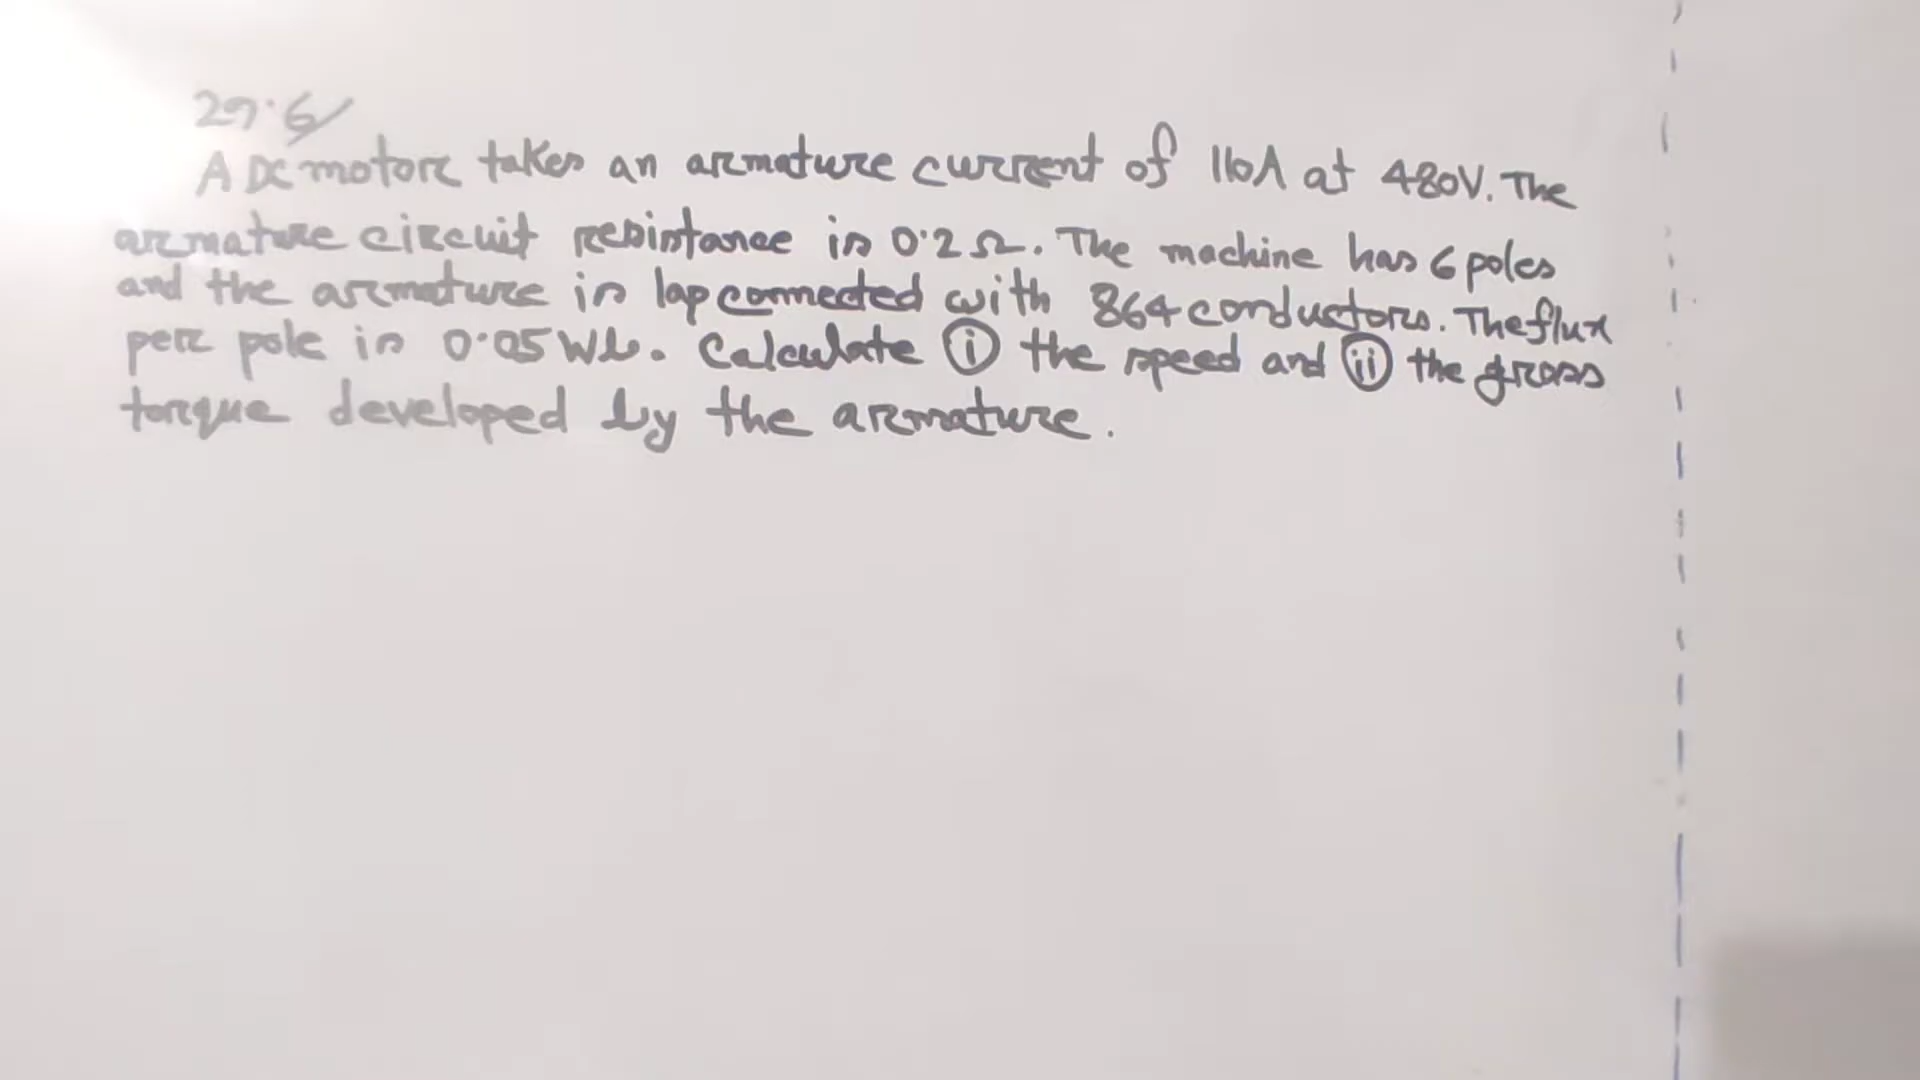 29.6
A DC motor takes an armature current of 110A at 480V. The
armature circuit resistance is 0.2Ω. The machine has 6 poles
and the armature is lap connected with 864 conductors. The flux
per pole is 0.05 Wb. Calculate (i) the speed and (ii) the gross
torque developed by the armature.